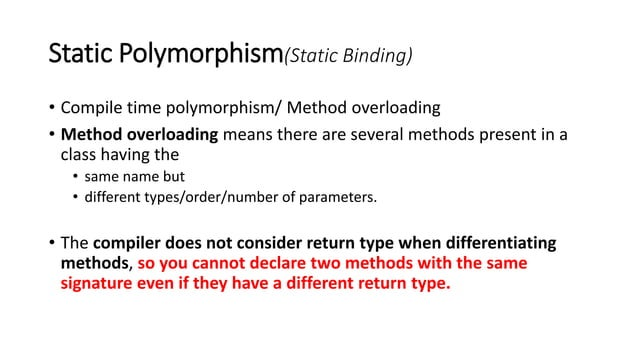 Static Polymorphism(Static Binding)
• Compile time polymorphism/ Method overloading
• Method overloading means there are several methods present in a
class having the
• same name but
• different types/order/number of parameters.
• The compiler does not consider return type when differentiating
methods, so you cannot declare two methods with the same
signature even if they have a different return type.